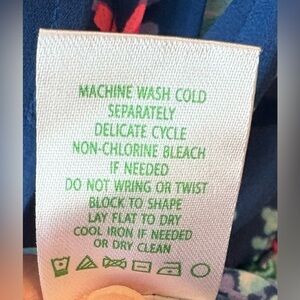 MACHINE WASH COLD
SEPARATELY
DELICATE CYCLE
NON-CHLORINE BLEACH
IF NEEDED
DO NOT WRING OR TWIST
BLOCK TO SHAPE
LAY FLAT TO DRY
COOL IRON IF NEEDED
OR DRY CLEAN